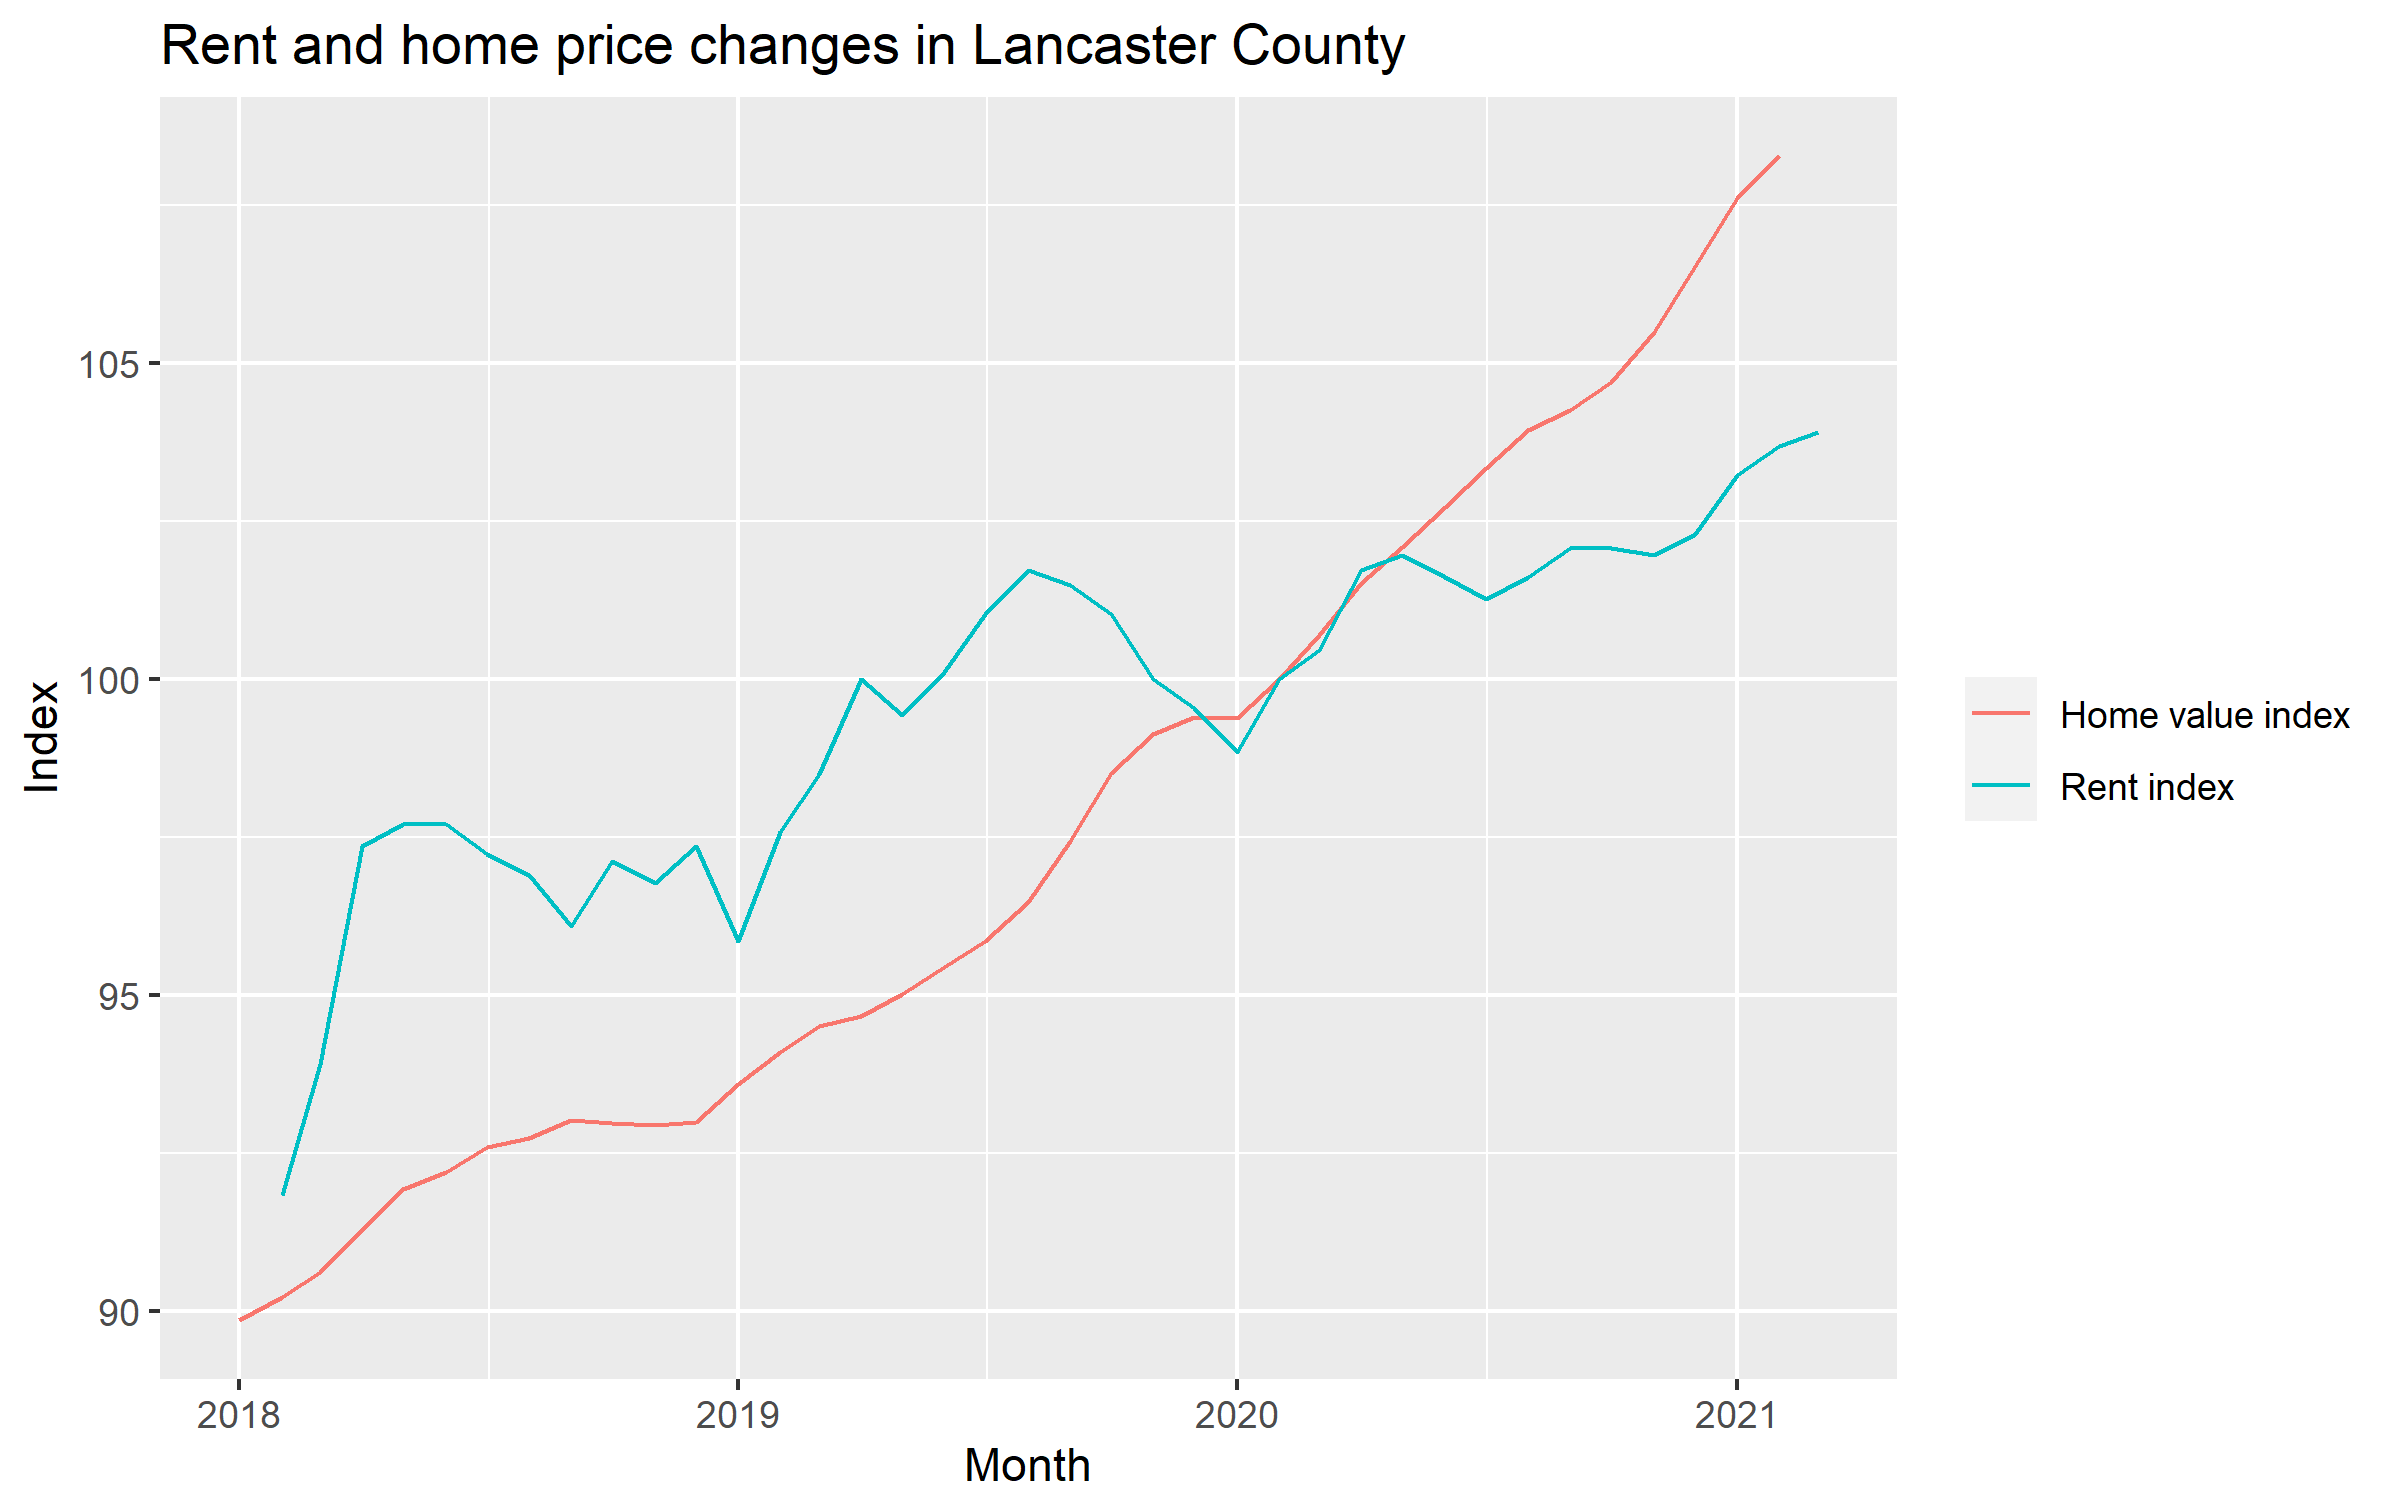 Rent and home price changes in Lancaster County
Index
105
100
95
90
2018
2019
2020
2021
Month
Home value index
Rent index